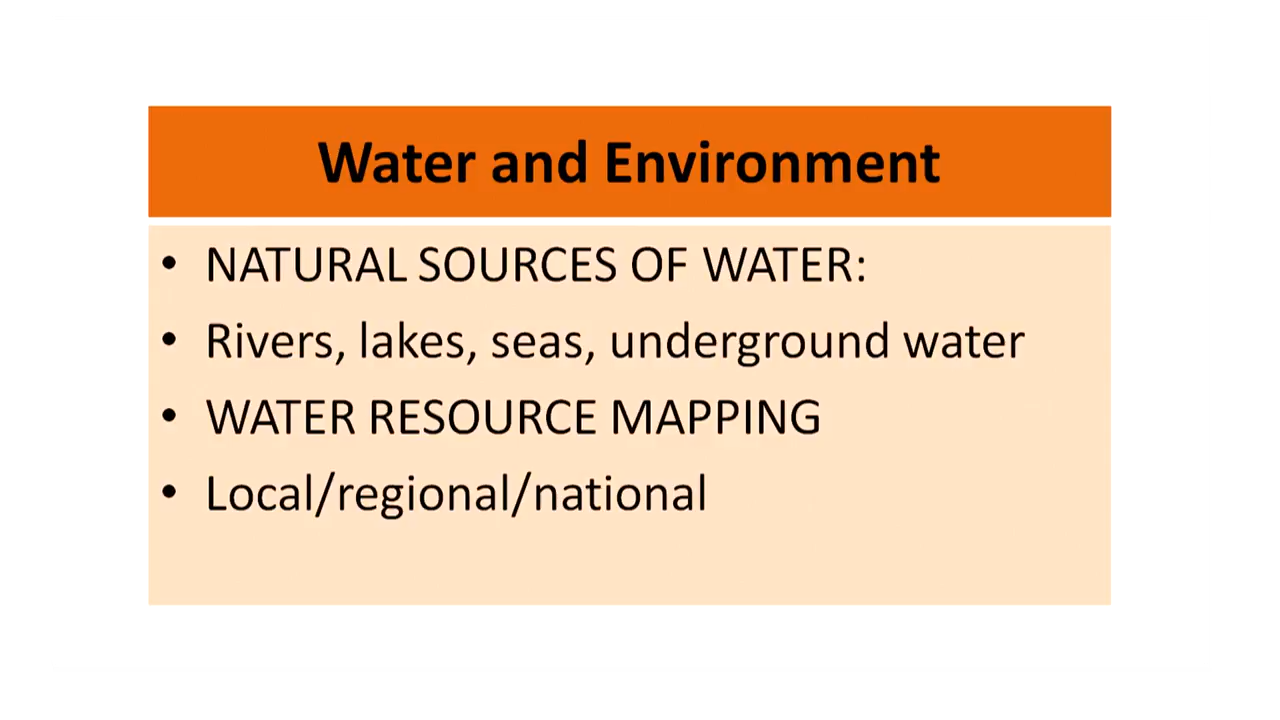 Water and Environment
• NATURAL SOURCES OF WATER:
• Rivers, lakes, seas, underground water
• WATER RESOURCE MAPPING
• Local/regional/national